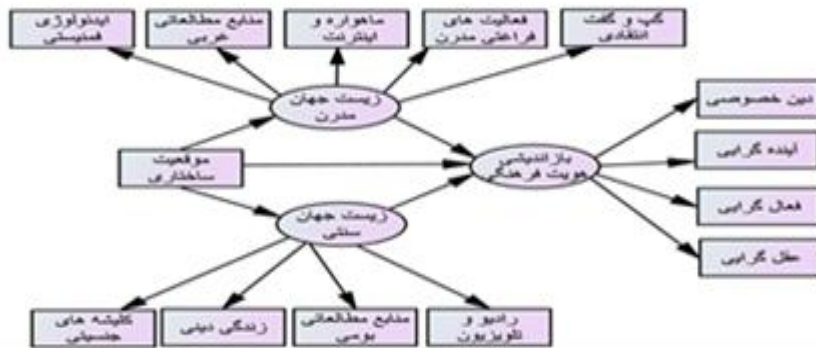 ایدئولوژی
فمنیستی
منابع مطالعاتی
غربی
ماهواره و
اینترنت
فعالیت های
فراغتی مدرن
گپ و گفت
انتقادی
زیست جهان
مدرن
دین خصوصی
موقعیت
ساختاری
بازاندیشی
هویت فرهنگی
آینده گرایی
زیست جهان
سنتی
فعال گرایی
عقل گرایی
کلیشه های
جنسیتی
زندگی دینی
منابع مطالعاتی
بومی
رادیو و
تلویزیون